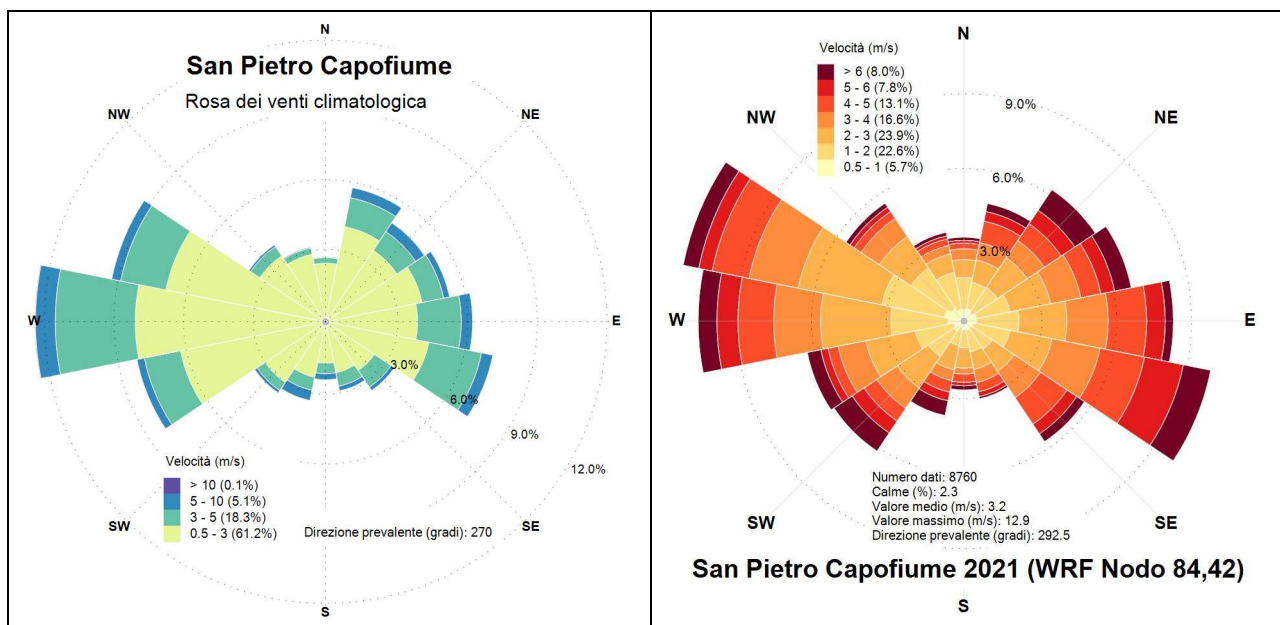 N
San Pietro Capofiume
Rosa dei venti climatologica
NW
NE
W
E
3.0%
6.0%
9.0%
12.0%
Velocità (m/s)
> 10 (0.1%)
5 - 10 (5.1%)
3 - 5 (18.3%)
0.5 - 3 (61.2%)
Direzione prevalente (gradi): 270
SW
SE
S
N
Velocità (m/s)
> 6 (8.0%)
5 - 6 (7.8%)
4 - 5 (13.1%)
3 - 4 (16.6%)
2 - 3 (23.9%)
1 - 2 (22.6%)
0.5 - 1 (5.7%)
9.0%
NW
NE
6.0%
3.0%
W
E
Numero dati: 8760
Calme (%): 2.3
Valore medio (m/s): 3.2
Valore massimo (m/s): 12.9
Direzione prevalente (gradi): 292.5
SW
SE
San Pietro Capofiume 2021 (WRF Nodo 84,42)
S